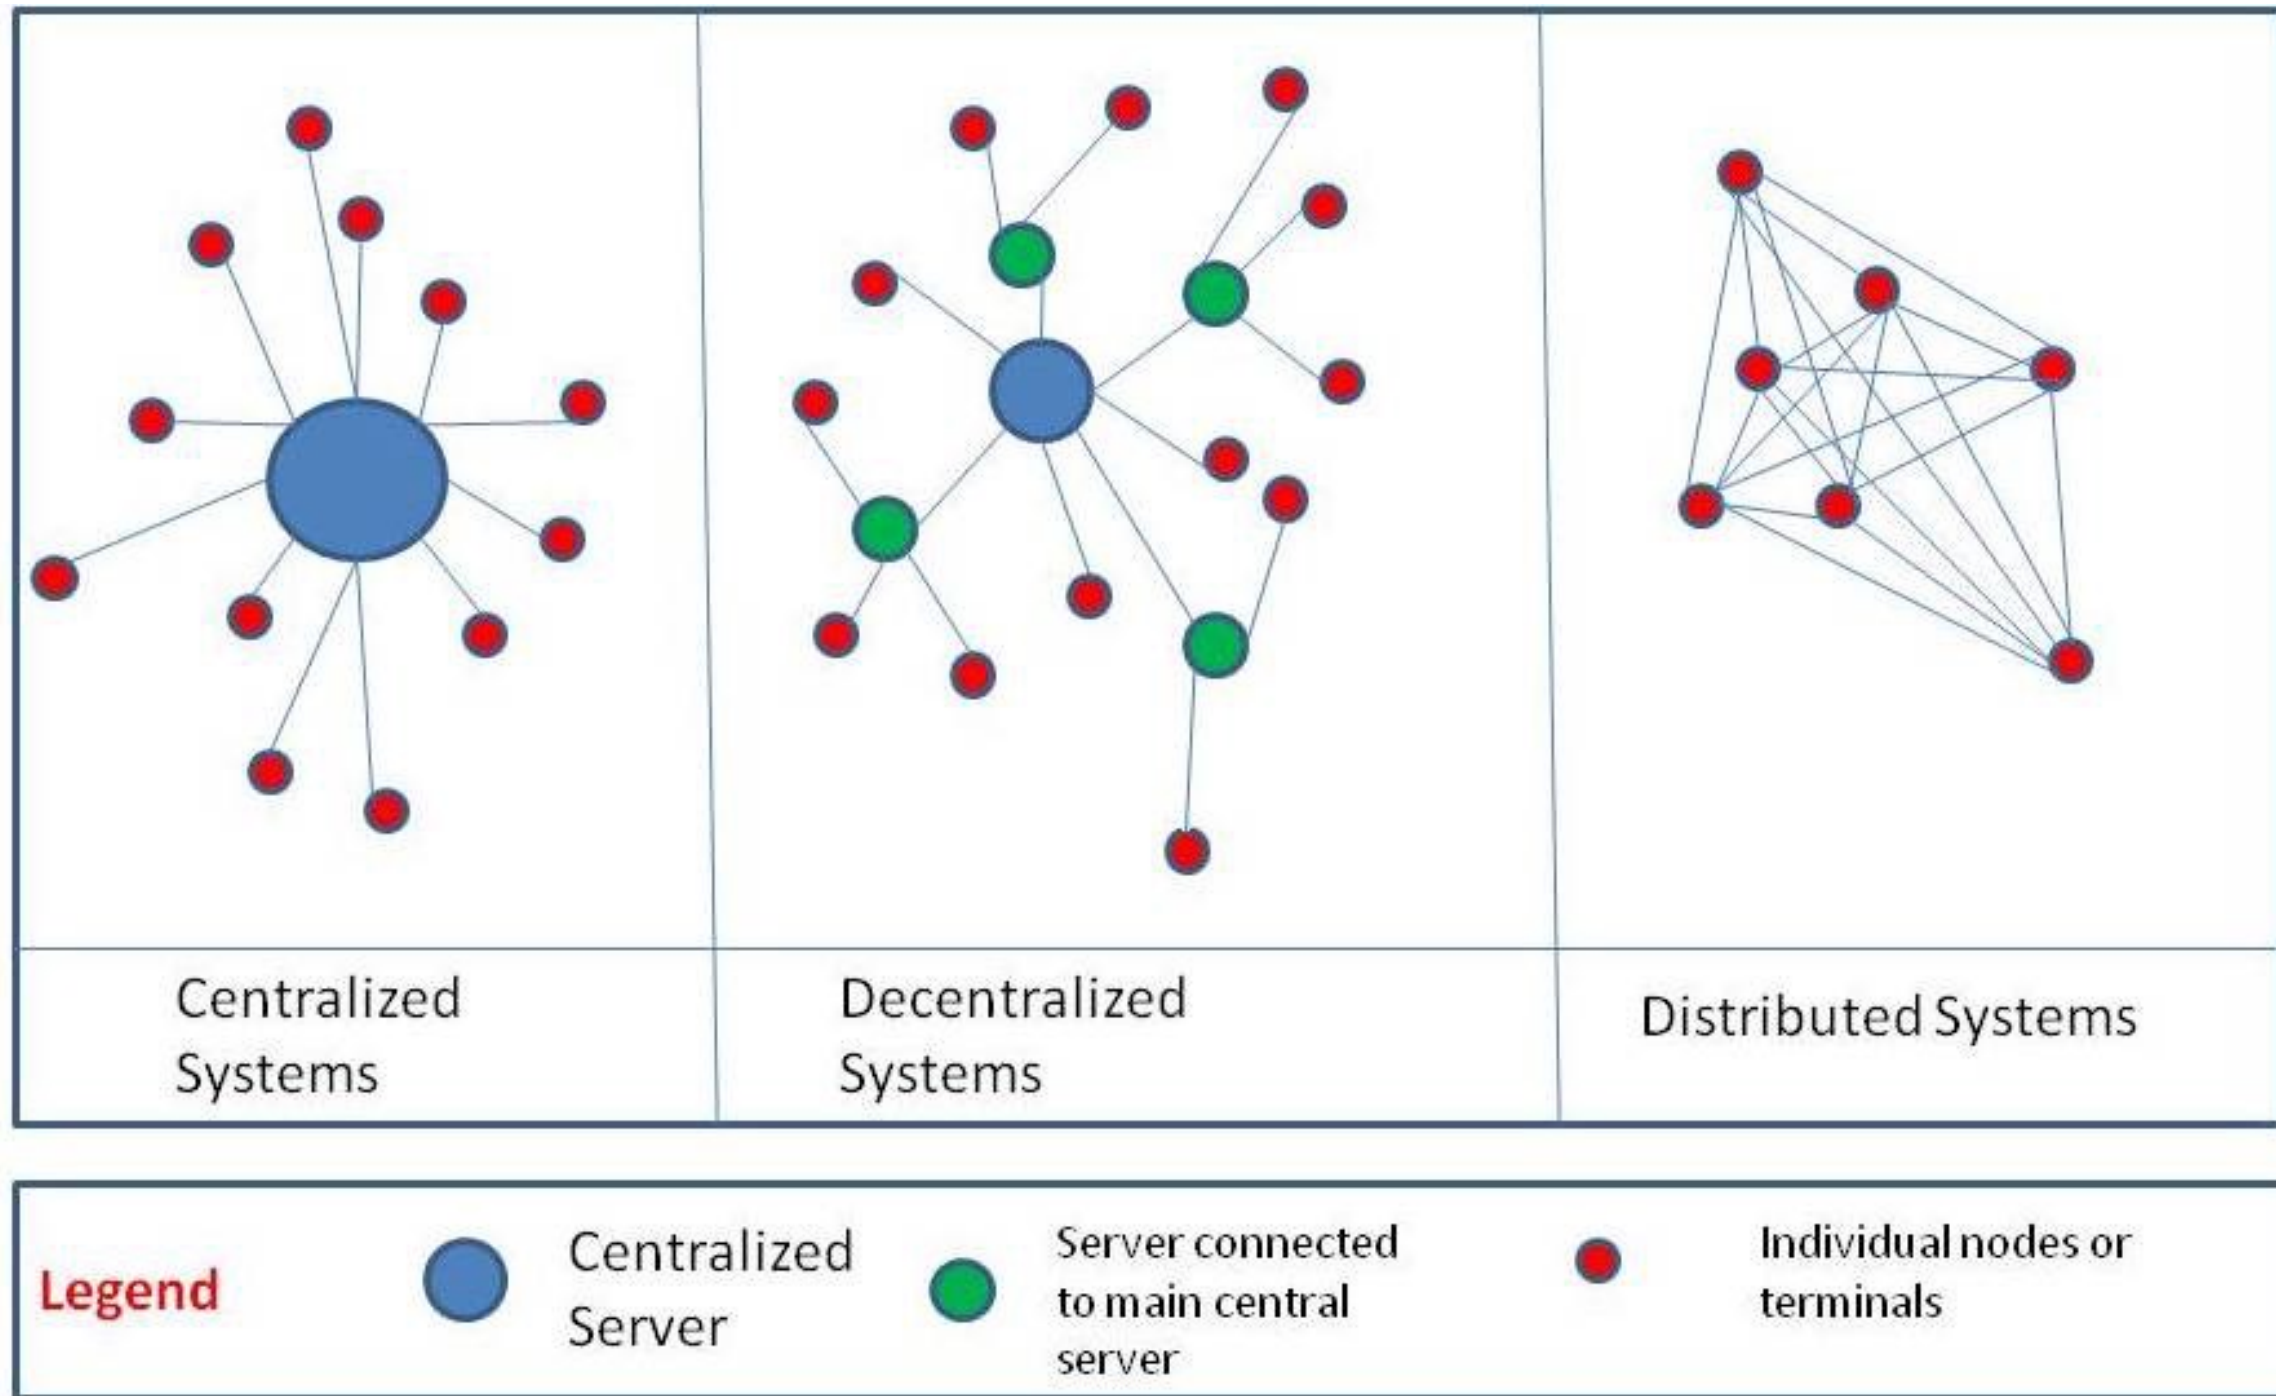 Centralized
Systems
Decentralized
Systems
Distributed Systems
Legend
Centralized
Server
Server connected
to main central
server
Individual nodes or
terminals